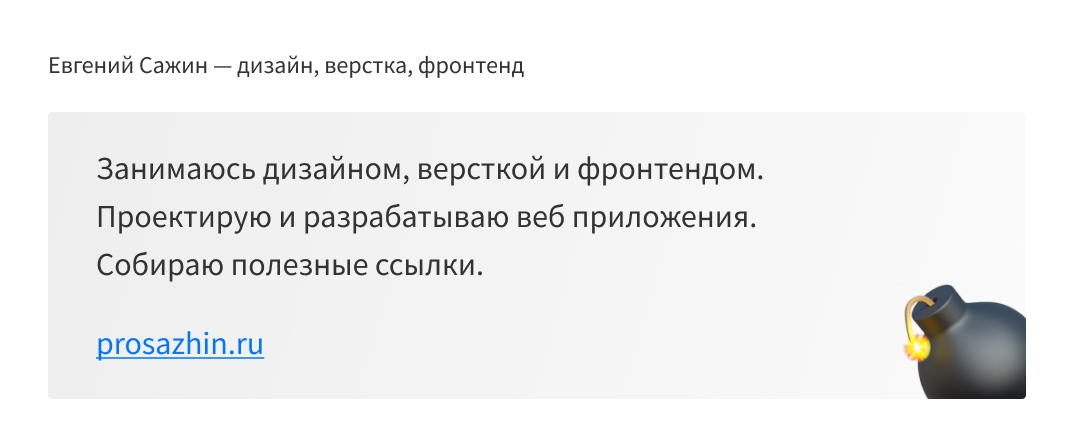 Евгений Сажин — дизайн, верстка, фронтенд
Занимаюсь дизайном, версткой и фронтендом.
Проектирую и разрабатываю веб приложения.
Собираю полезные ссылки.
prosazhin.ru